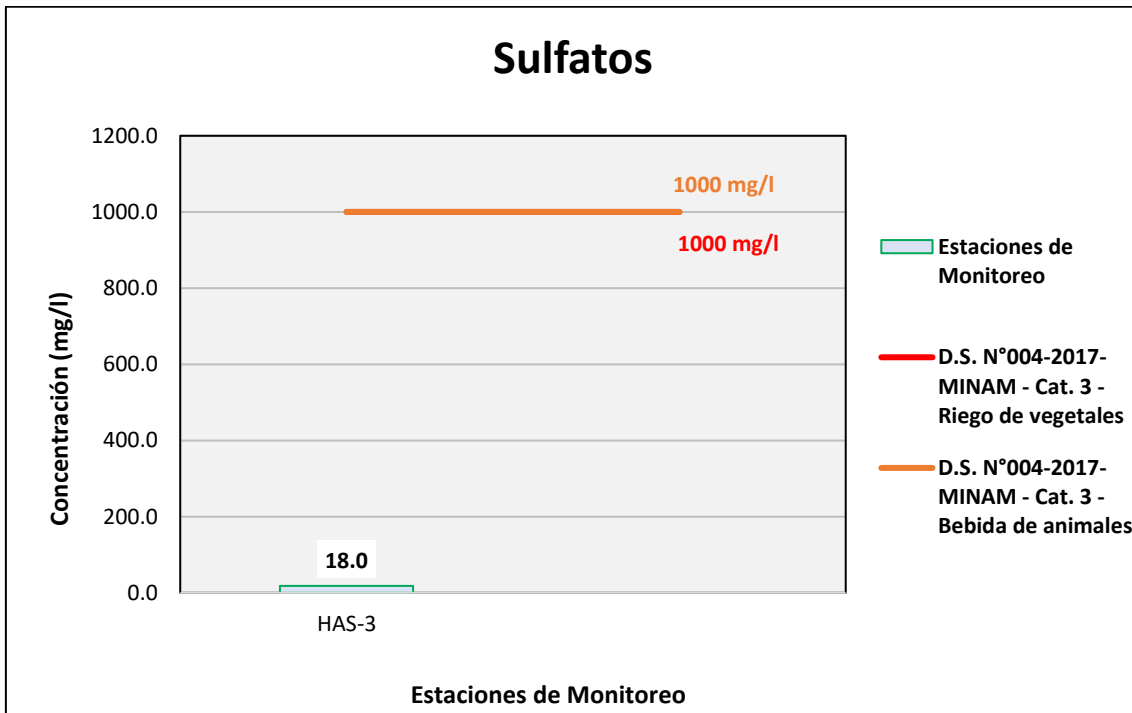 Sulfatos
Concentración (mg/l)
1200.0
1000.0
800.0
600.0
400.0
200.0
0.0
1000 mg/l
1000 mg/l
18.0
HAS-3
Estaciones de Monitoreo
Estaciones de
Monitoreo
D.S. N°004-2017-
MINAM - Cat. 3 -
Riego de vegetales
D.S. N°004-2017-
MINAM - Cat. 3 -
Bebida de animales